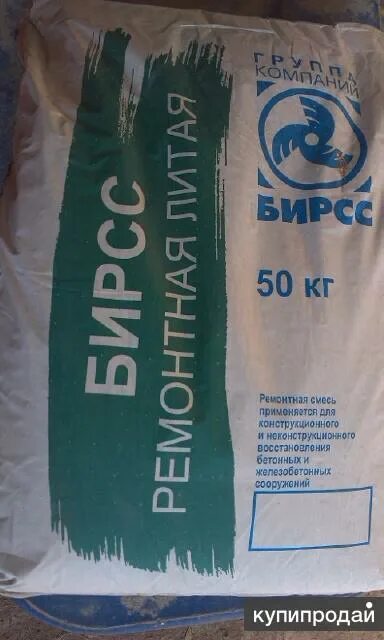 ГРУППА
КОМПАНИЙ
БИРСС
50 кг
БИРСС
РЕМОНТНАЯ ЛИТАЯ
Ремонтная смесь
применяется для
конструкционного
и неконструкционного
восстановления
бетонных и
железобетонных
сооружений
купипродай